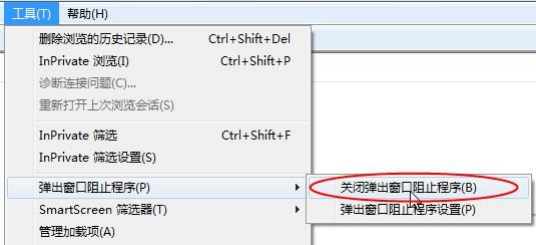 工具(T) 帮助(H)
删除浏览的历史记录(D)... Ctrl+Shift+Del
InPrivate 浏览(I) Ctrl+Shift+P
诊断连接问题(C)...
重新打开上次浏览会话(S)
InPrivate 筛选 Ctrl+Shift+F
InPrivate 筛选设置(S)
弹出窗口阻止程序(P) 关闭弹出窗口阻止程序(B)
SmartScreen 筛选器(T) 弹出窗口阻止程序设置(P)
管理加载项(A)